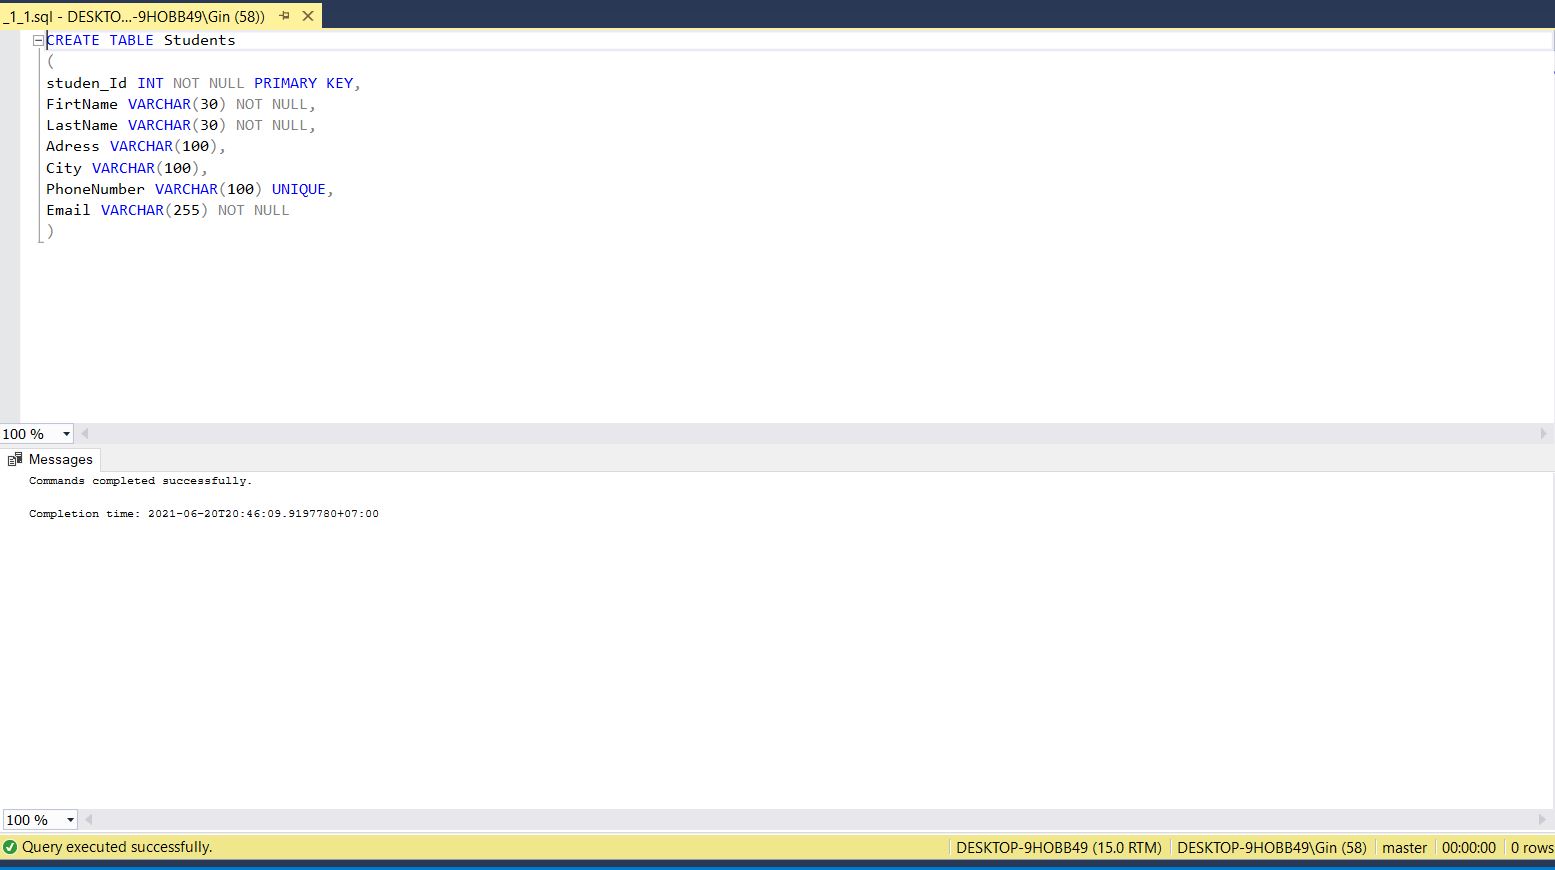 _1_1.sql - DESKTO...-9HOBB49\Gin (58))
CREATE TABLE Students
(
studen_Id INT NOT NULL PRIMARY KEY,
FirtName VARCHAR(30) NOT NULL,
LastName VARCHAR(30) NOT NULL,
Adress VARCHAR(100),
City VARCHAR(100),
PhoneNumber VARCHAR(100) UNIQUE,
Email VARCHAR(255) NOT NULL
)
100 %
Messages
Commands completed successfully.
Completion time: 2021-06-20T20:46:09.9197780+07:00
100 %
Query executed successfully. DESKTOP-9HOBB49 (15.0 RTM) DESKTOP-9HOBB49\Gin (58) master 00:00:00 0 rows